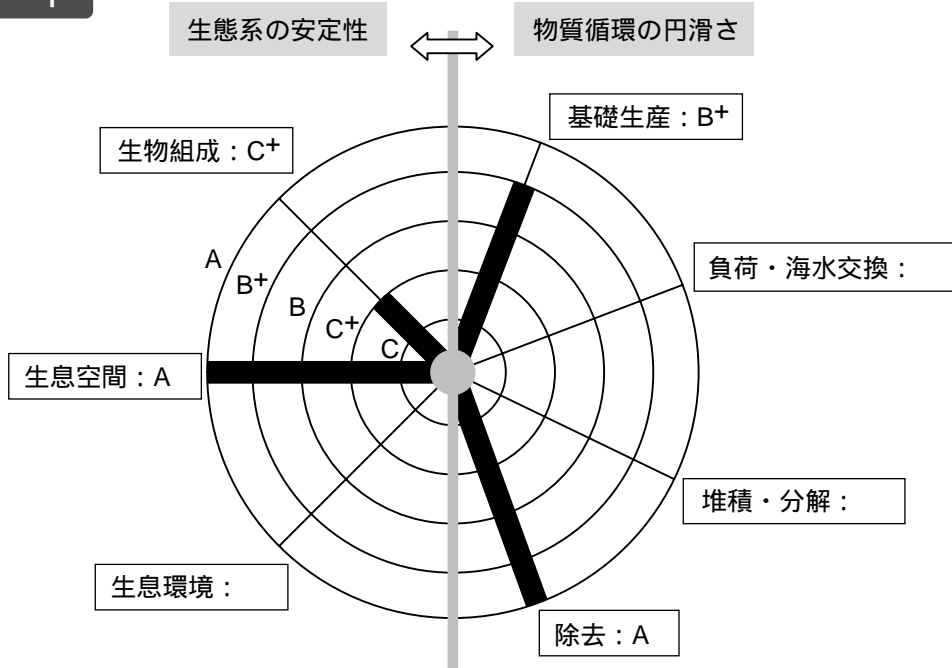 生態系の安定性
物質循環の円滑さ
基礎生産：B+
生物組成：C+
A
B+
B
C+
C
負荷・海水交換：
生息空間：A
堆積・分解：
生息環境：
除去：A